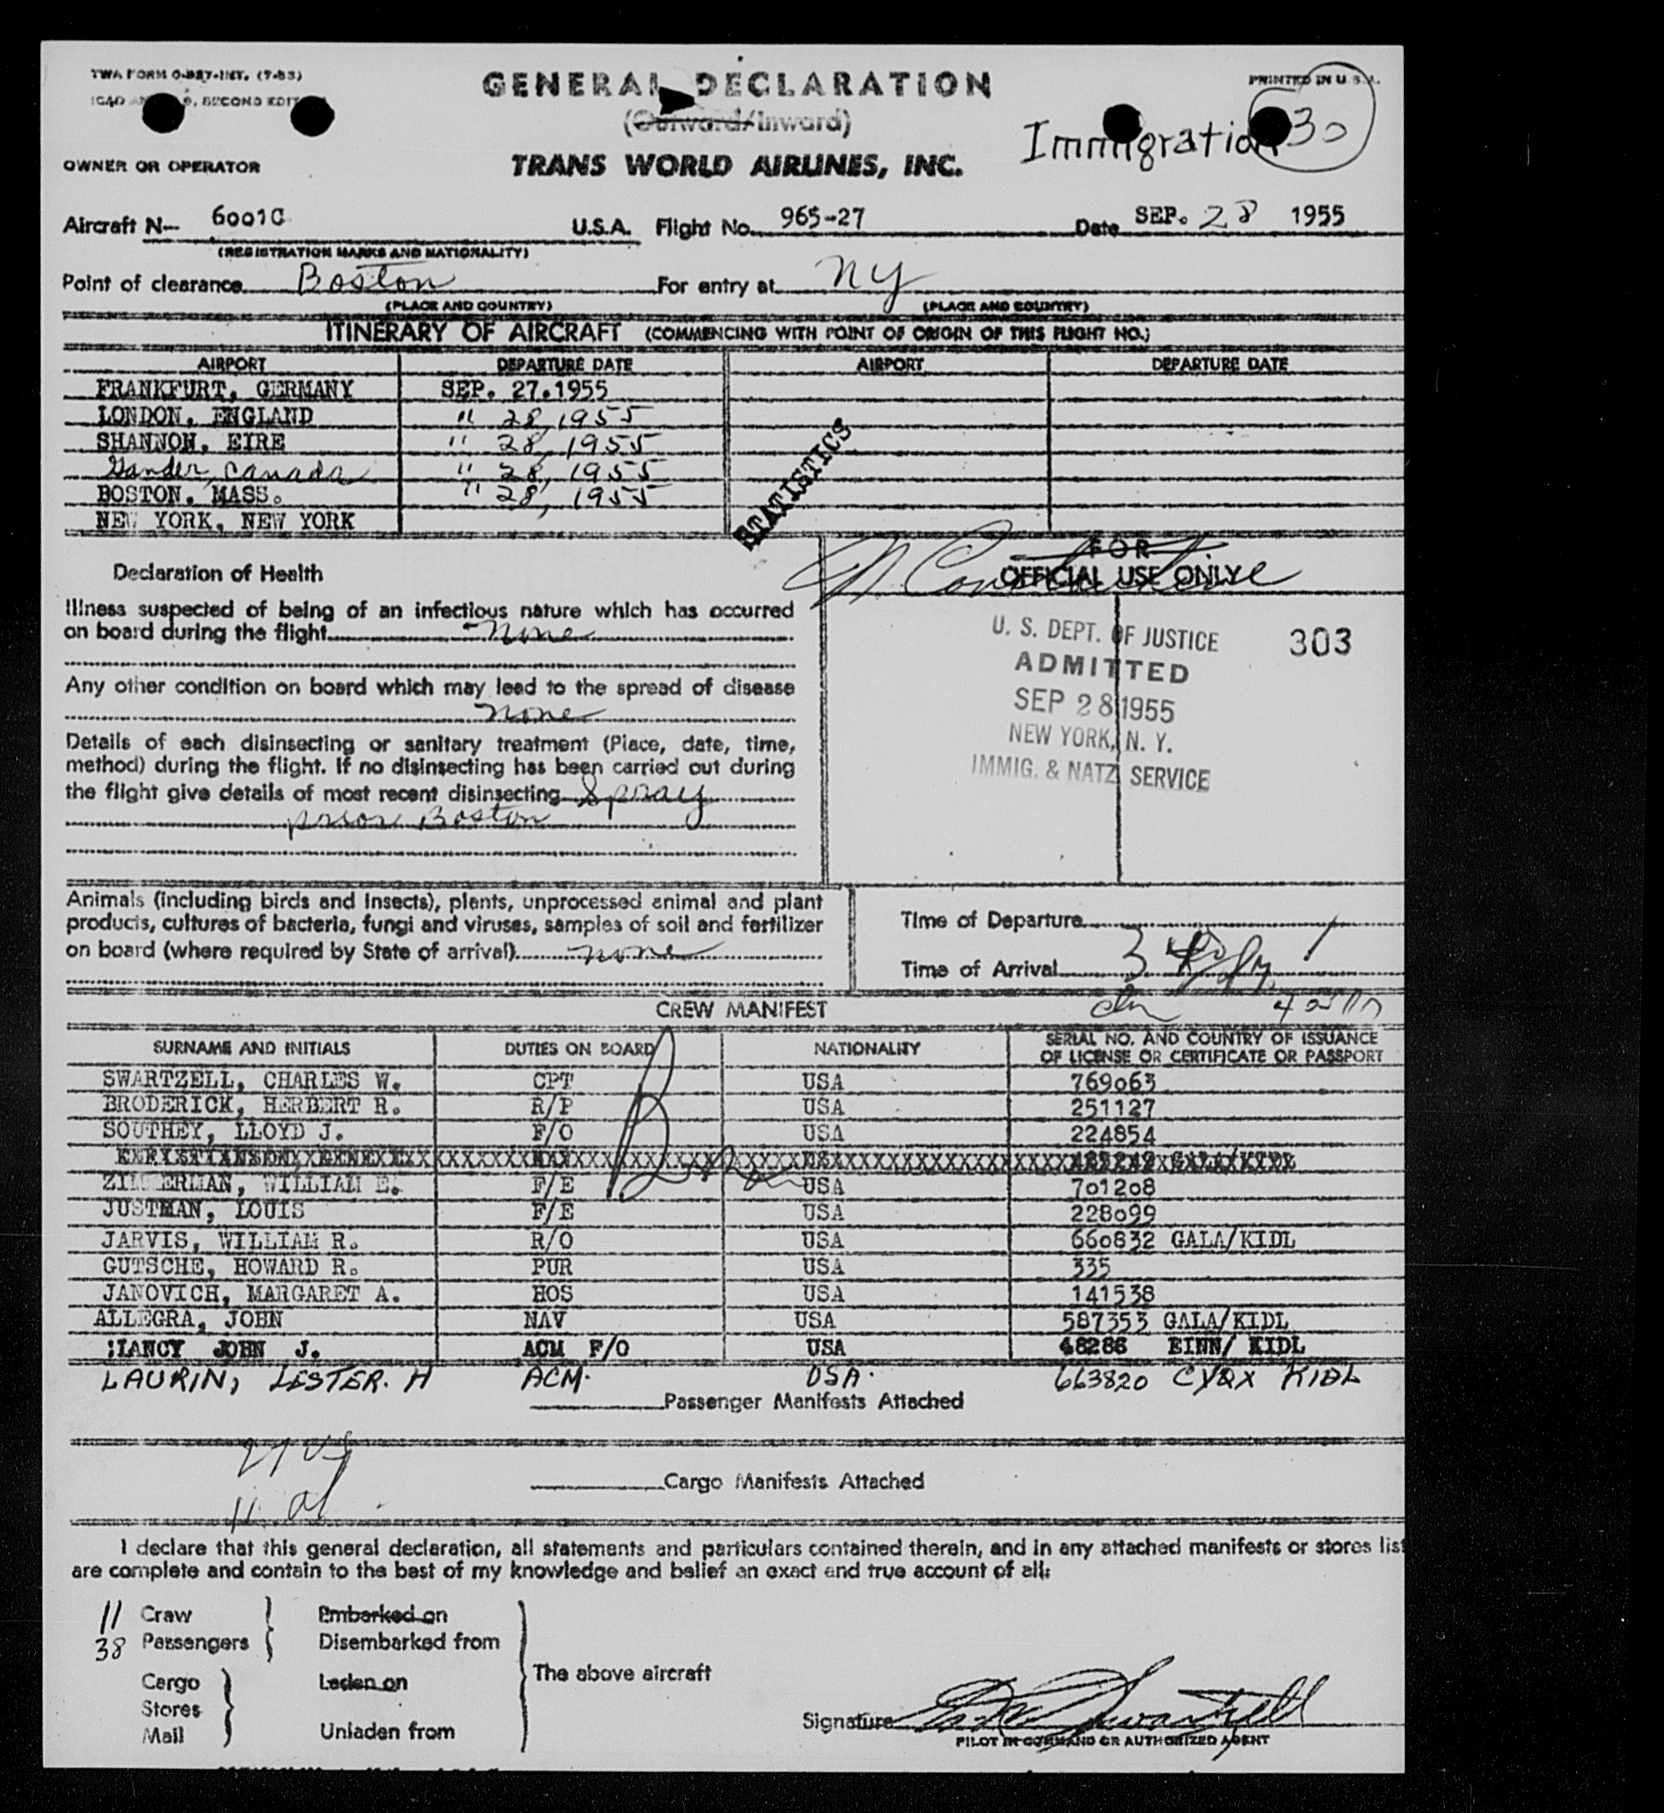 TWA FORM O-327-INT. (7-53)
PRINTED IN U.S.A.
SECOND EDIT
GENERAL DECLARATION
30
(Outward/Inward)
Immigration
OWNER OR OPERATOR
TRANS WORLD AIRLINES, INC.
Aircraft N-- 6001C U.S.A. Flight No. 965-27 Date SEP. 28 1955
(REGISTRATION MARKS AND NATIONALITY)
Point of clearance Boston For entry at NY
(PLACE AND COUNTRY) (PLACE AND COUNTRY)
ITINERARY OF AIRCRAFT (COMMENCING WITH POINT OF ORIGIN OF THIS FLIGHT NO.)
AIRPORT DEPARTURE DATE AIRPORT DEPARTURE DATE
FRANKFURT, GERMANY SEP. 27.1955
LONDON, ENGLAND " 28, 1955
SHANNON, EIRE " 28, 1955
Gander, Canada " 28, 1955
BOSTON, MASS. " 28, 1955
NEW YORK, NEW YORK
STATISTICS
Declaration of Health
Illness suspected of being of an infectious nature which has occurred
on board during the flight -None
Any other condition on board which may lead to the spread of disease
None
Details of each disinsecting or sanitary treatment (Place, date, time,
method) during the flight. If no disinsecting has been carried out during
the flight give details of most recent disinsecting Spray
prior Boston
FOR
OFFICIAL USE ONLY
U. S. DEPT. OF JUSTICE 303
ADMITTED
SEP 28 1955
NEW YORK, N. Y.
IMMIG. & NATZ SERVICE
Animals (including birds and insects), plants, unprocessed animal and plant
products, cultures of bacteria, fungi and viruses, samples of soil and fertilizer
on board (where required by State of arrival) none
Time of Departure
Time of Arrival
CREW MANIFEST
SURNAME AND INITIALS DUTIES ON BOARD NATIONALITY SERIAL NO. AND COUNTRY OF ISSUANCE
OF LICENSE OR CERTIFICATE OR PASSPORT
SWARTZELL, CHARLES W. CPT USA 769063
BRODERICK, HERBERT R. R/P USA 251127
SOUTHEY, LLOYD J. F/O USA 224854
ZIMMERMAN, WILLIAM E. F/E USA 701208
JUSTMAN, LOUIS F/E USA 228099
JARVIS, WILLIAM R. R/O USA 660832 GALA/KIDL
GUTSCHE, HOWARD R. PUR USA 335
JANOVICH, MARGARET A. HOS USA 141538
ALLEGRA, JOHN NAV USA 587353 GALA/KIDL
JOHN J. ACM F/O USA 48286 EINN/ KIDL
LAURIN, LESTER. H ACM. USA. 663820 CYQX KIDL
Passenger Manifests Attached
Cargo Manifests Attached
I declare that this general declaration, all statements and particulars contained therein, and in any attached manifests or stores list
are complete and contain to the best of my knowledge and belief an exact and true account of all:
11 Crew Embarked on
38 Passengers Disembarked from
The above aircraft
Cargo Laden on
Stores
Mail Unladen from
Signature
PILOT IN COMMAND OR AUTHORIZED AGENT